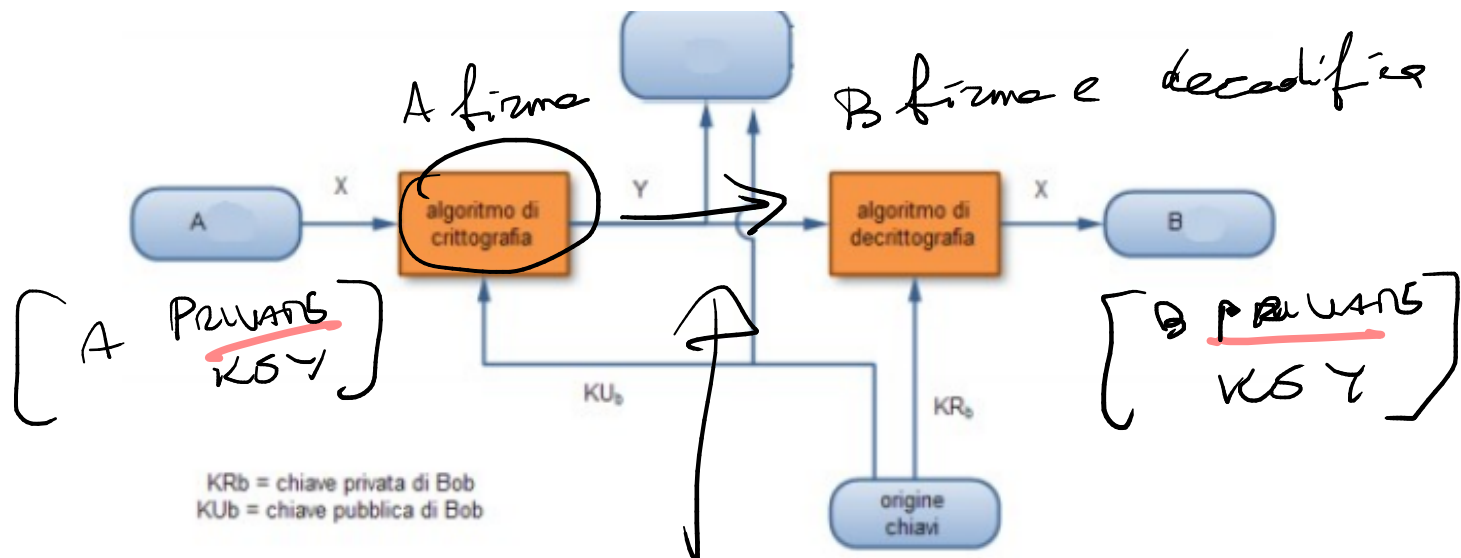 A firma
B firma e decodifica
X
Y
X
A
algoritmo di
crittografia
algoritmo di
decrittografia
B
[A PRIVATE
KEY]
[B PRIVATE
KEY]
KUb
KRb
KRb = chiave privata di Bob
KUb = chiave pubblica di Bob
origine
chiavi